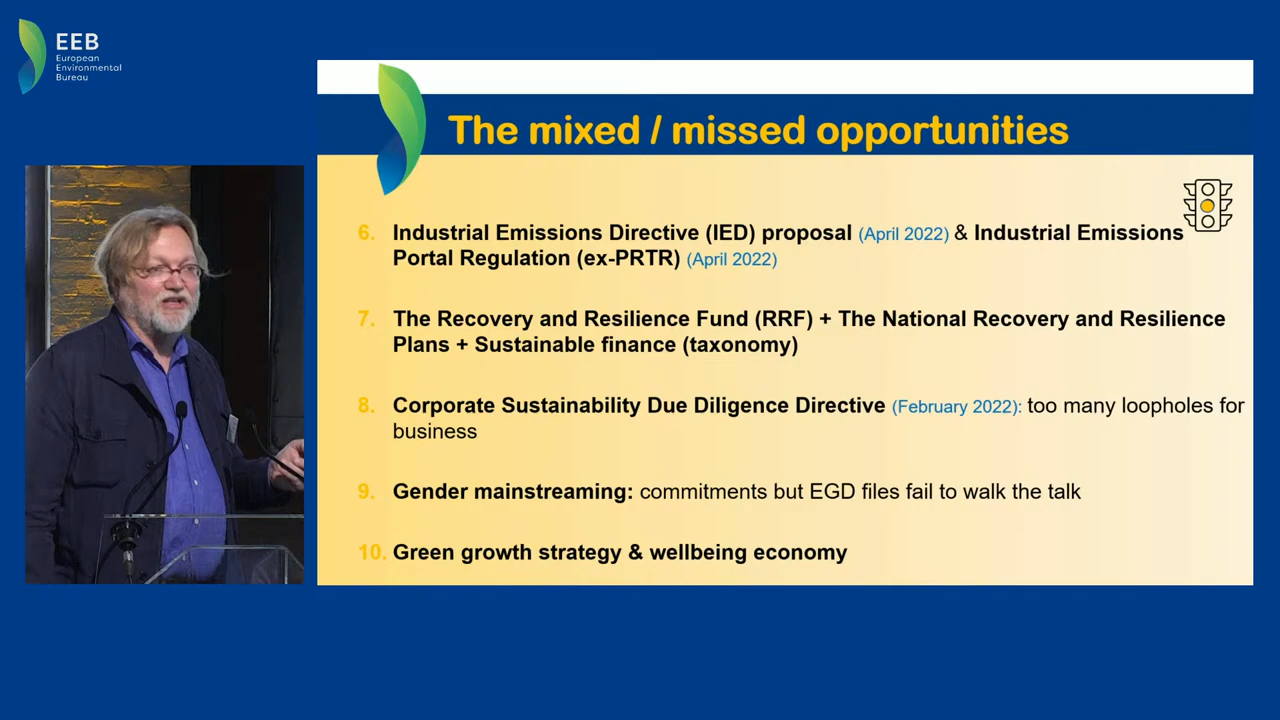 EEB
European
Environmental
Bureau
The mixed / missed opportunities
6. Industrial Emissions Directive (IED) proposal (April 2022) & Industrial Emissions
Portal Regulation (ex-PRTR) (April 2022)
7. The Recovery and Resilience Fund (RRF) + The National Recovery and Resilience
Plans + Sustainable finance (taxonomy)
8. Corporate Sustainability Due Diligence Directive (February 2022): too many loopholes for
business
9. Gender mainstreaming: commitments but EGD files fail to walk the talk
10. Green growth strategy & wellbeing economy